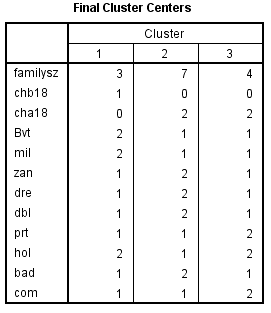 Final Cluster Centers
Cluster
1 2 3
familysz 3 7 4
chb18 1 0 0
cha18 0 2 2
Bvt 2 1 1
mil 2 1 1
zan 1 2 1
dre 1 2 1
dbl 1 2 1
prt 1 1 2
hol 2 1 2
bad 1 2 1
com 1 1 2